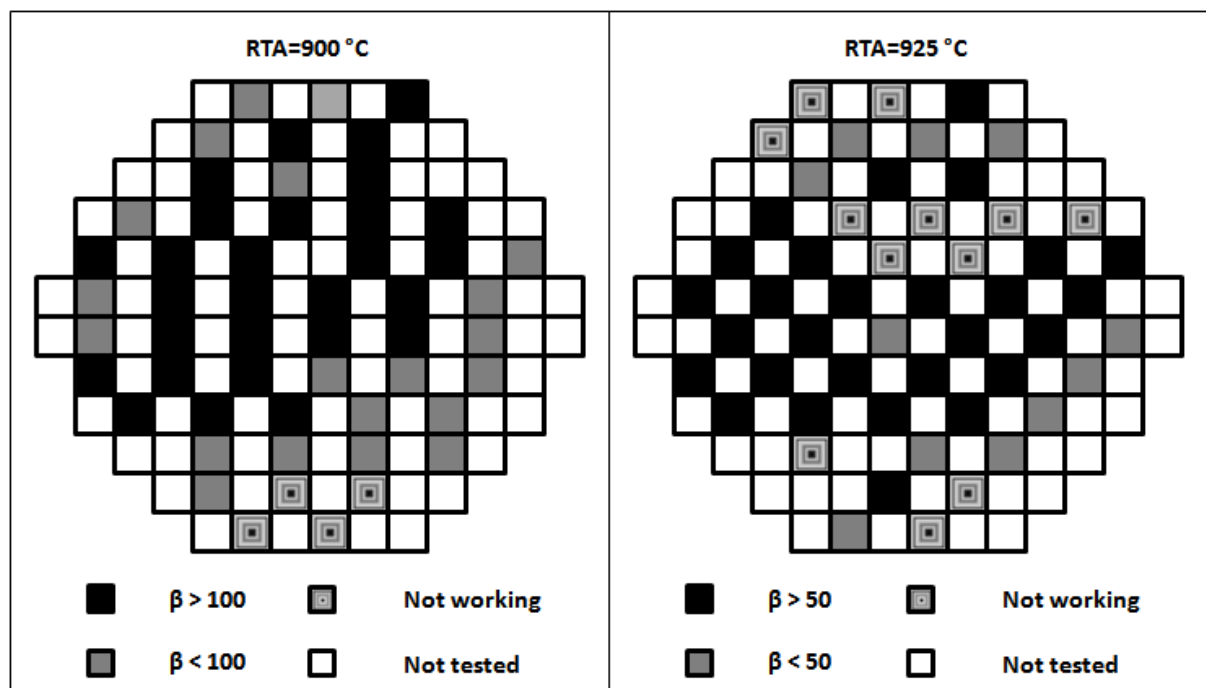 RTA=900 °C
β > 100
Not working
β < 100
Not tested
RTA=925 °C
β > 50
Not working
β < 50
Not tested